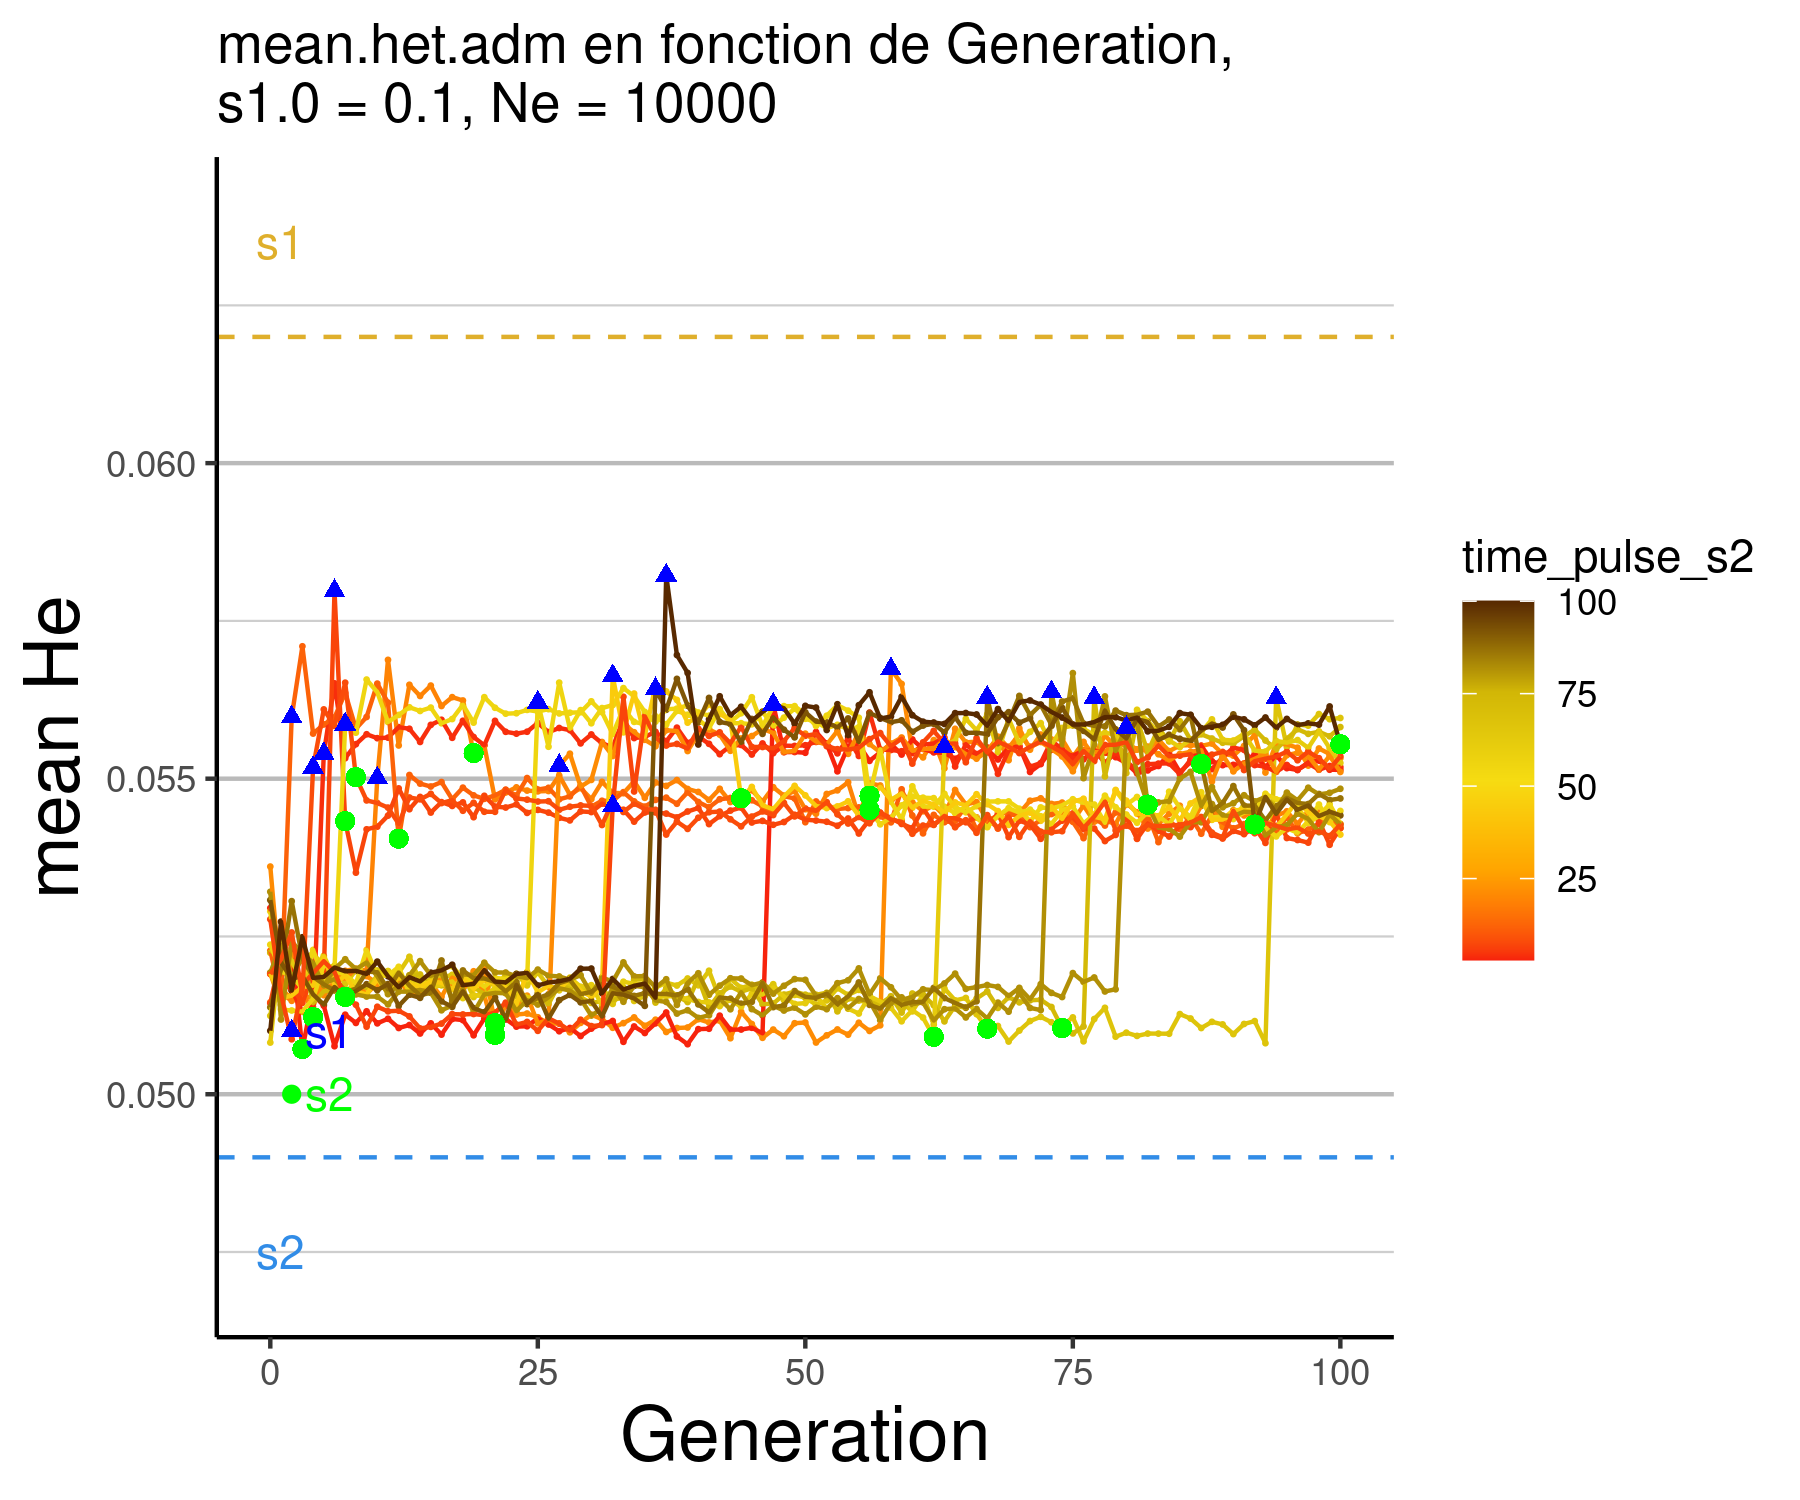 mean.het.adm en fonction de Generation,
s1.0 = 0.1, Ne = 10000
s1
0.060
0.055
0.050
mean He
s1
s2
s2
0
25
50
75
100
Generation
time_pulse_s2
100
75
50
25